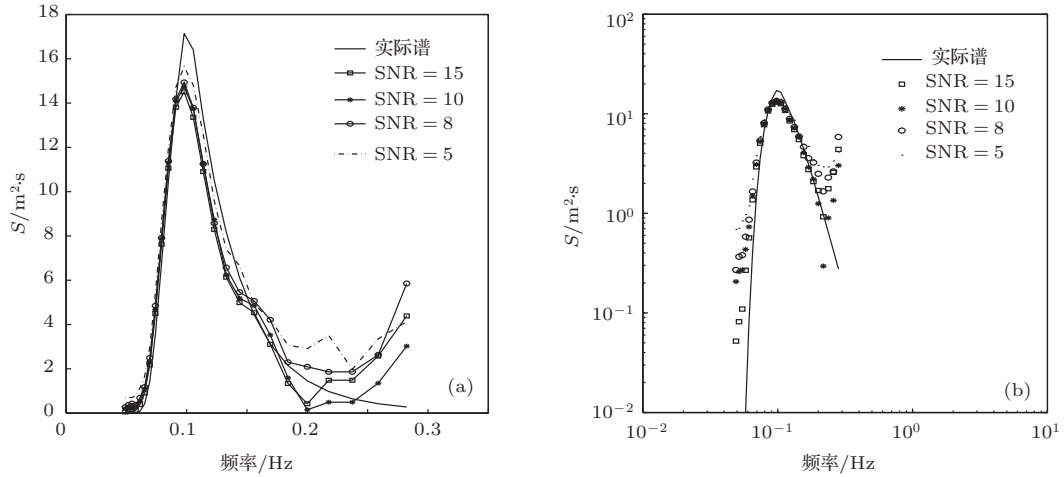 18
16
14
12
10
8
6
4
2
0
0
0.1
0.2
0.3
S/m²·s
频率/Hz
实际谱
SNR = 15
SNR = 10
SNR = 8
SNR = 5
(a)
10²
10¹
10⁰
10⁻¹
10⁻²
10⁻²
10⁻¹
10⁰
10¹
S/m²·s
频率/Hz
实际谱
SNR = 15
SNR = 10
SNR = 8
SNR = 5
(b)